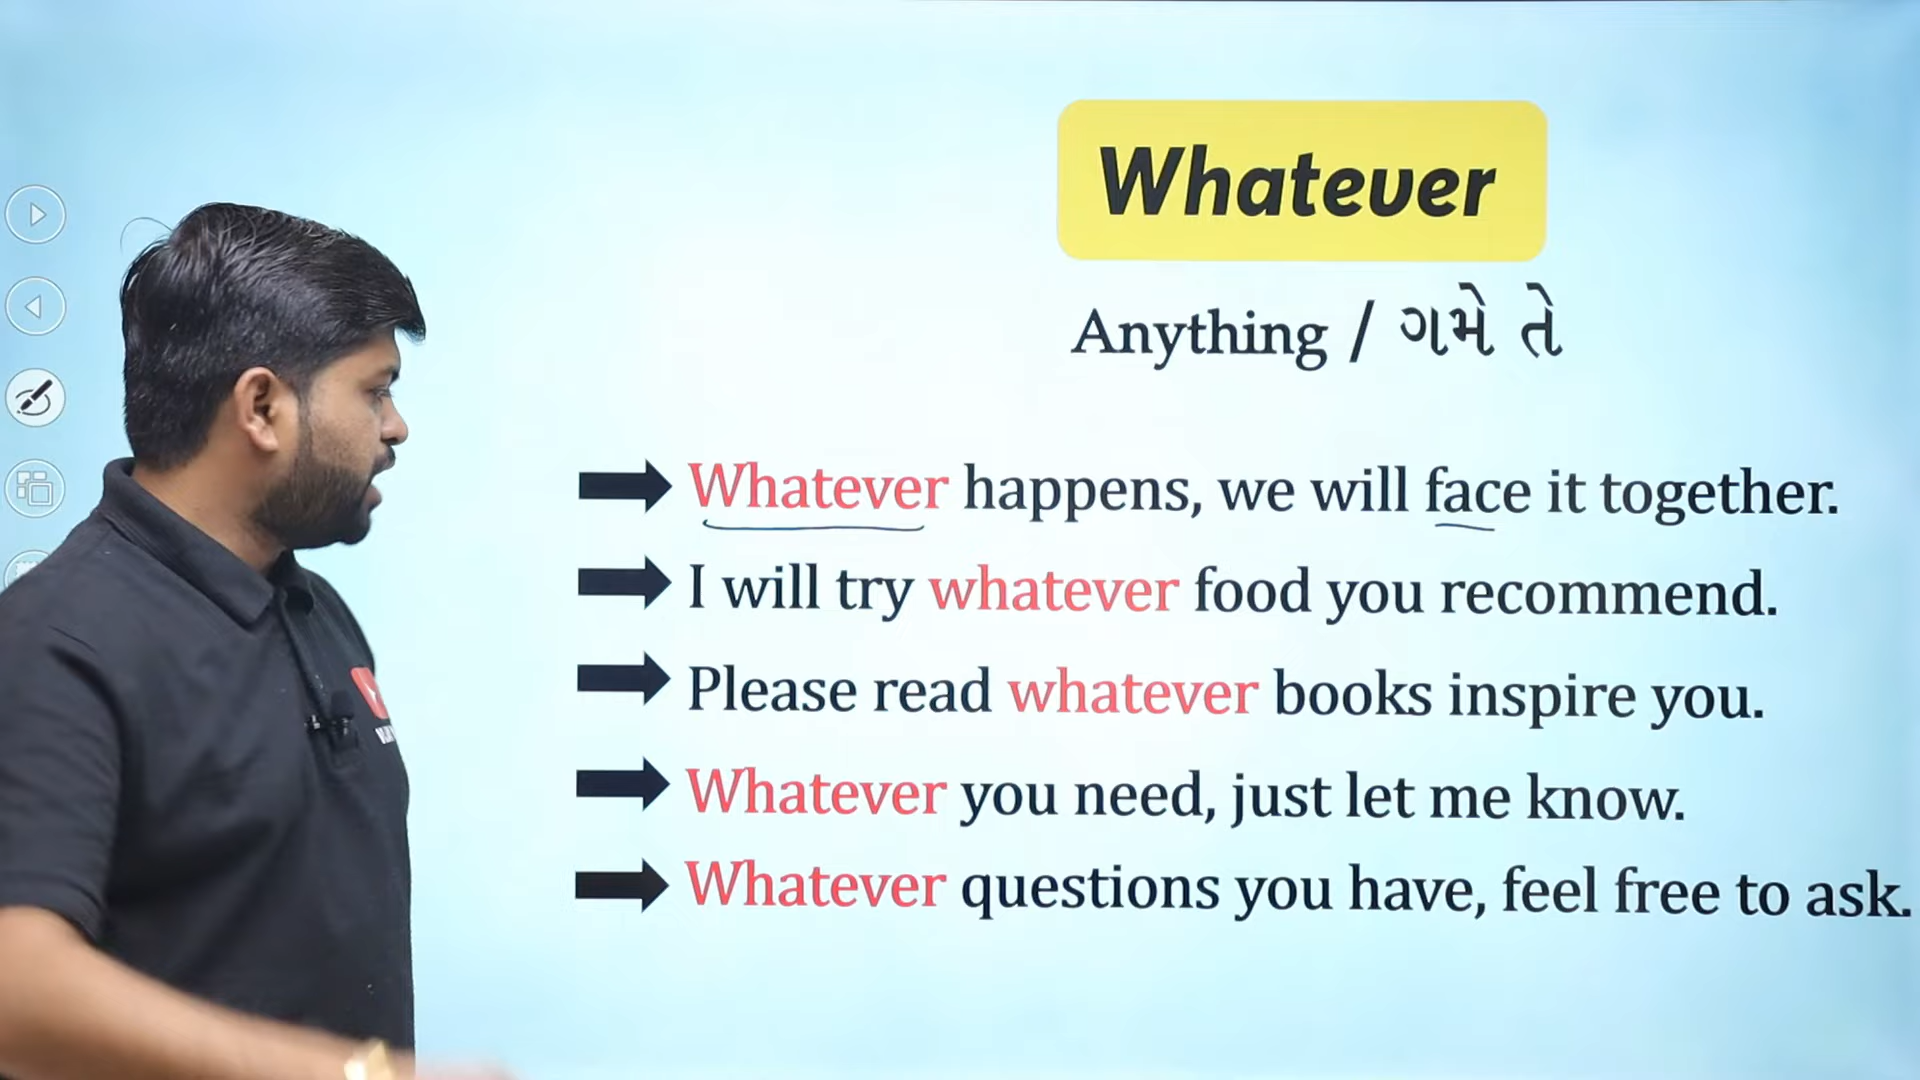 Whatever
Anything / ગમે તે
Whatever happens, we will face it together.
I will try whatever food you recommend.
Please read whatever books inspire you.
Whatever you need, just let me know.
Whatever questions you have, feel free to ask.